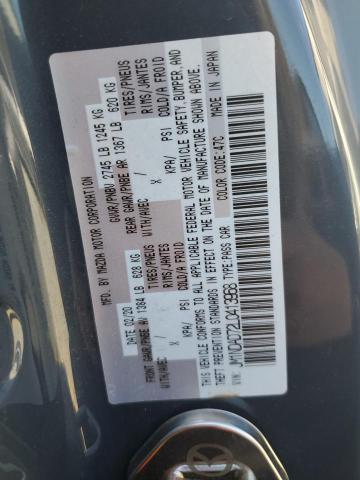 MFD. BY MAZDA MOTOR CORPORATION
DATE 02/20 GVWR/PNBV 2745 LB 1245 KG
FRONT GAWR/PNBE AV 1384 LB 628 KG REAR GAWR/PNBE AR 1367 LB 620 KG
WITH/AVEC TIRES/PNEUS WITH/AVEC TIRES/PNEUS
X RIMS/JANTES X RIMS/JANTES
KPA/ PSI COLD/A FROID KPA/ PSI COLD/A FROID
THIS VEHICLE CONFORMS TO ALL APPLICABLE FEDERAL MOTOR VEHICLE SAFETY, BUMPER, AND
THEFT PREVENTION STANDARDS IN EFFECT ON THE DATE OF MANUFACTURE SHOWN ABOVE.
TYPE:PASS CAR COLOR CODE:47C MADE IN JAPAN